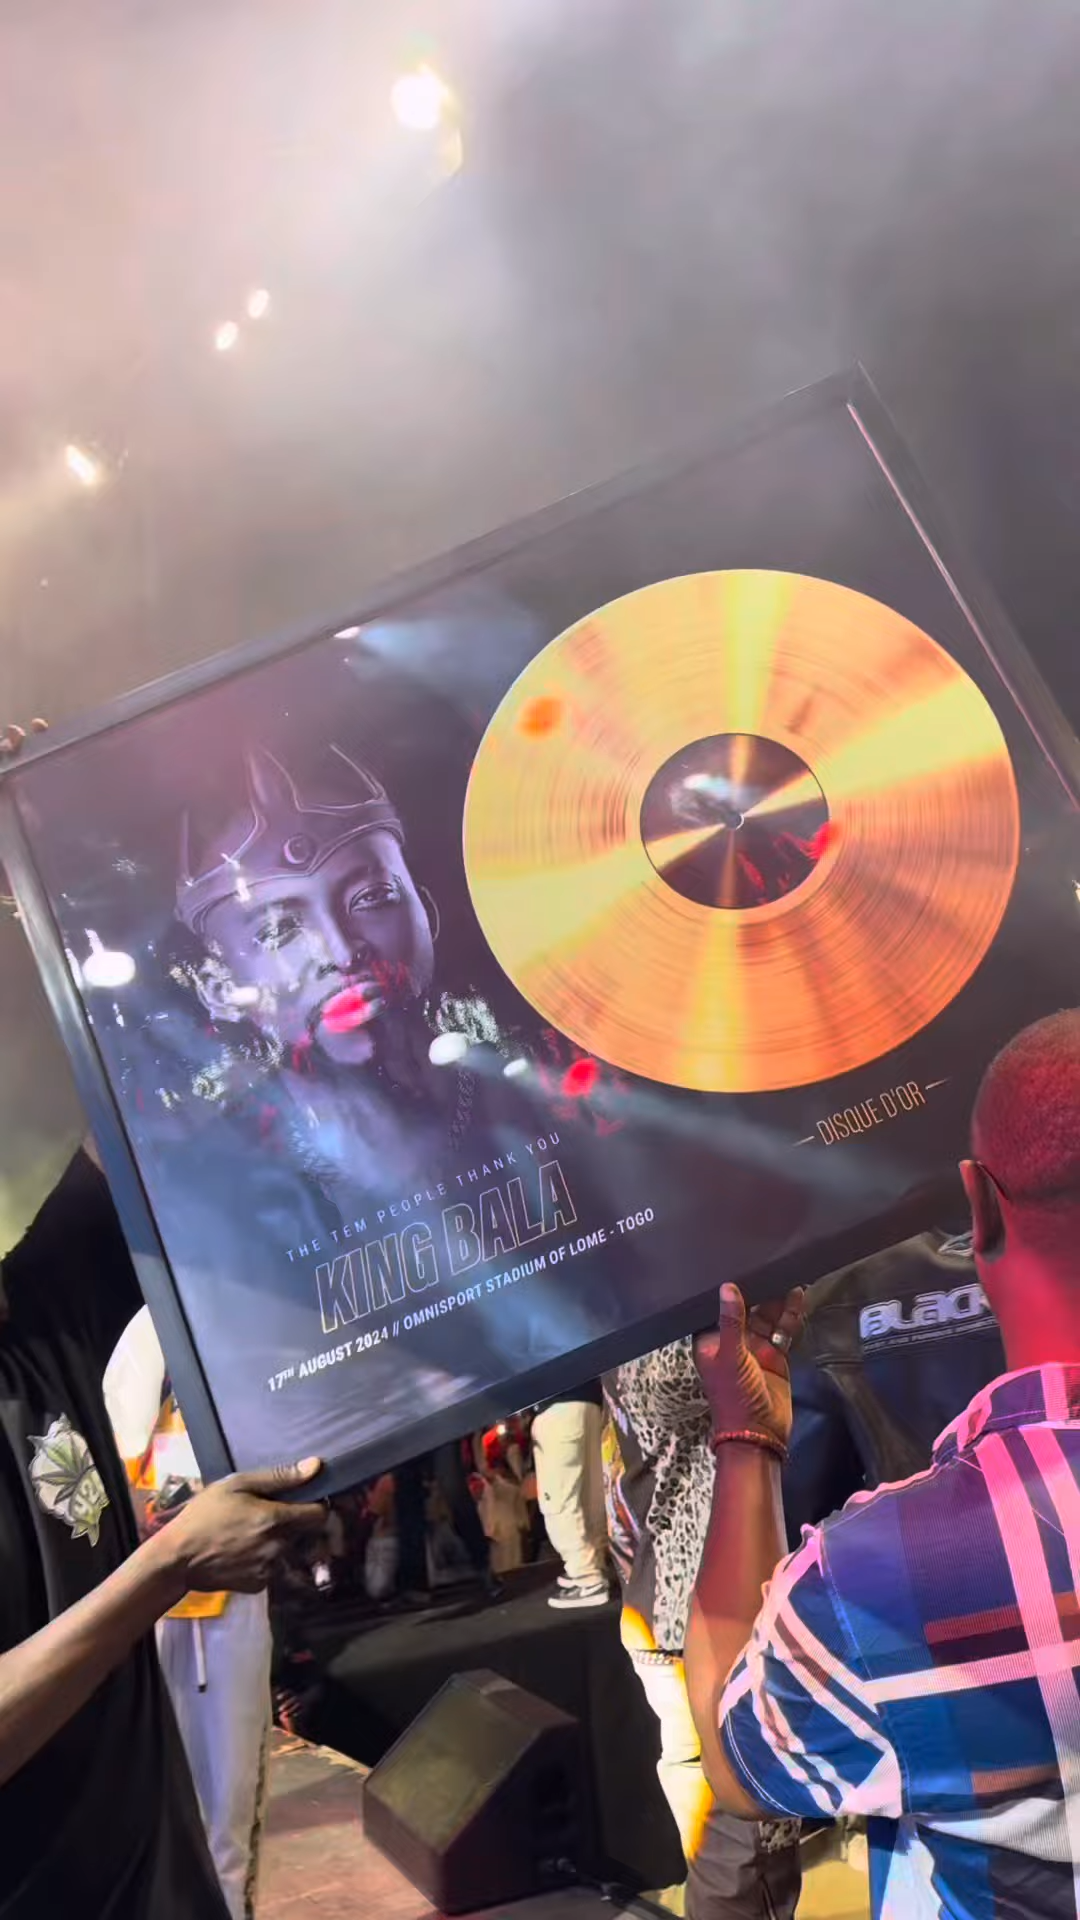 — DISQUE D'OR —
THE TEM PEOPLE THANK YOU
KING BALA
17TH AUGUST 2024 // OMNISPORT STADIUM OF LOME - TOGO
BLACK